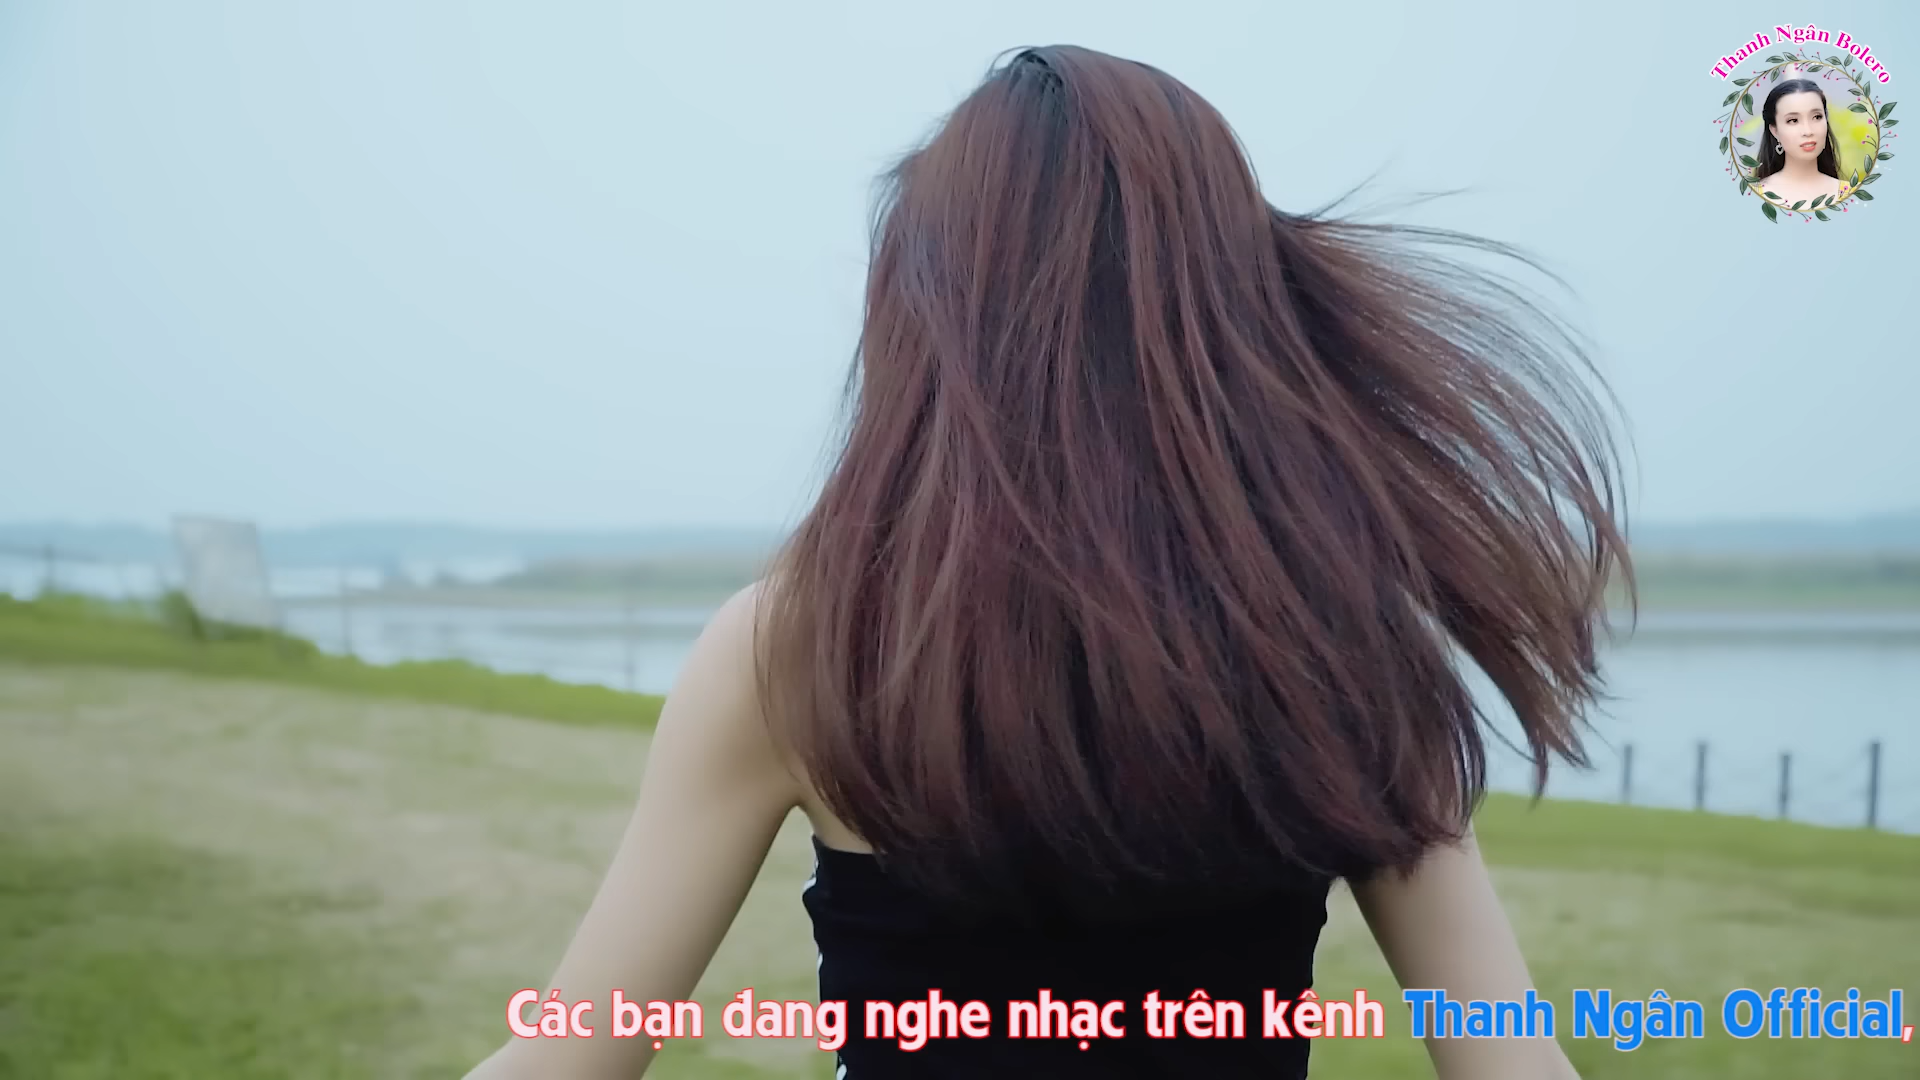 Thanh Ngân Bolero
Các bạn đang nghe nhạc trên kênh Thanh Ngân Official,